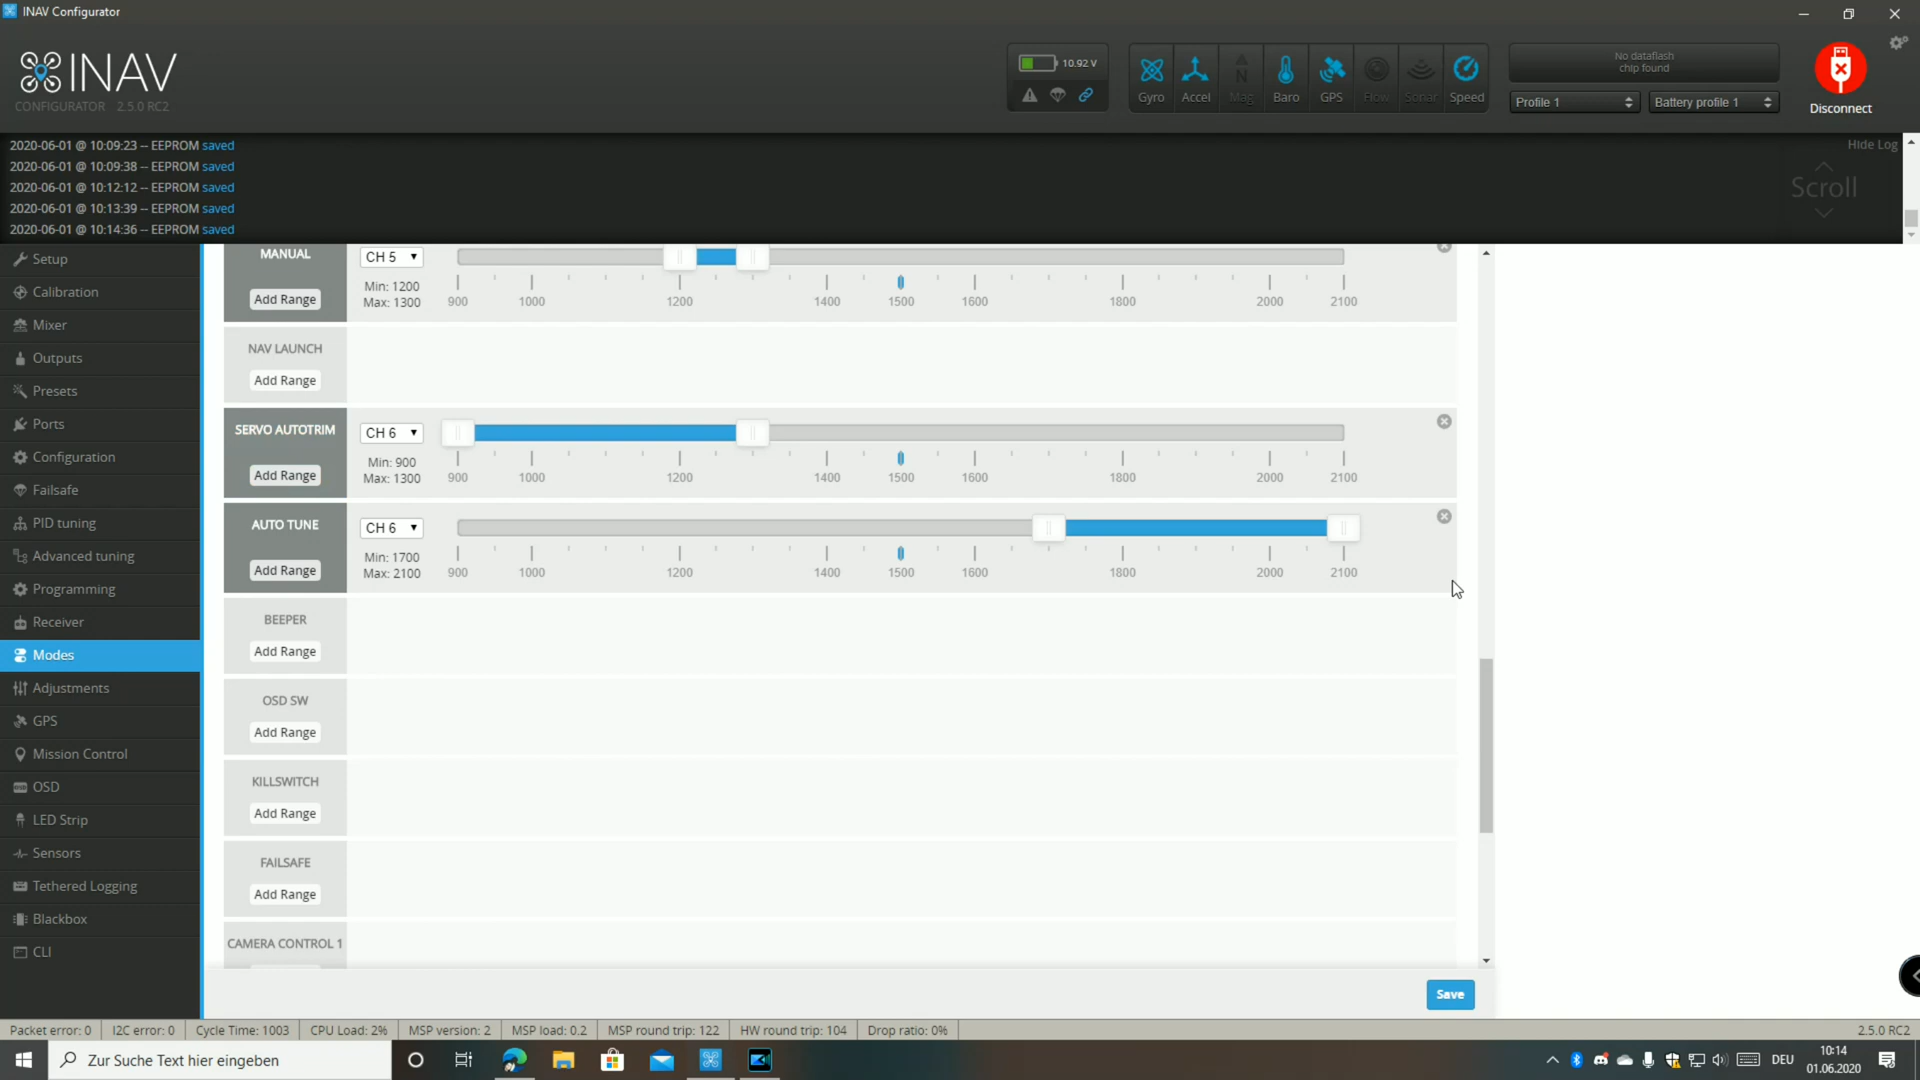 INAV Configurator
INAV
CONFIGURATOR 2.5.0 RC2
10.92 V
Gyro Accel Mag Baro GPS Flow Sonar Speed
No dataflash
chip found
Profile 1
Battery profile 1
Disconnect
2020-06-01 @ 10:09:23 -- EEPROM saved
2020-06-01 @ 10:09:38 -- EEPROM saved
2020-06-01 @ 10:12:12 -- EEPROM saved
2020-06-01 @ 10:13:39 -- EEPROM saved
2020-06-01 @ 10:14:36 -- EEPROM saved
Hide Log
Scroll
Setup
Calibration
Mixer
Outputs
Presets
Ports
Configuration
Failsafe
PID tuning
Advanced tuning
Programming
Receiver
Modes
Adjustments
GPS
Mission Control
OSD
LED Strip
Sensors
Tethered Logging
Blackbox
CLI
MANUAL
Add Range
CH 5
Min: 1200
Max: 1300
900 1000 1200 1400 1500 1600 1800 2000 2100
NAV LAUNCH
Add Range
SERVO AUTOTRIM
Add Range
CH 6
Min: 900
Max: 1300
900 1000 1200 1400 1500 1600 1800 2000 2100
AUTO TUNE
Add Range
CH 6
Min: 1700
Max: 2100
900 1000 1200 1400 1500 1600 1800 2000 2100
BEEPER
Add Range
OSD SW
Add Range
KILLSWITCH
Add Range
FAILSAFE
Add Range
CAMERA CONTROL 1
Save
Packet error: 0 I2C error: 0 Cycle Time: 1003 CPU Load: 2% MSP version: 2 MSP load: 0.2 MSP round trip: 122 HW round trip: 104 Drop ratio: 0% 2.5.0 RC2
Zur Suche Text hier eingeben
DEU
10:14
01.06.2020